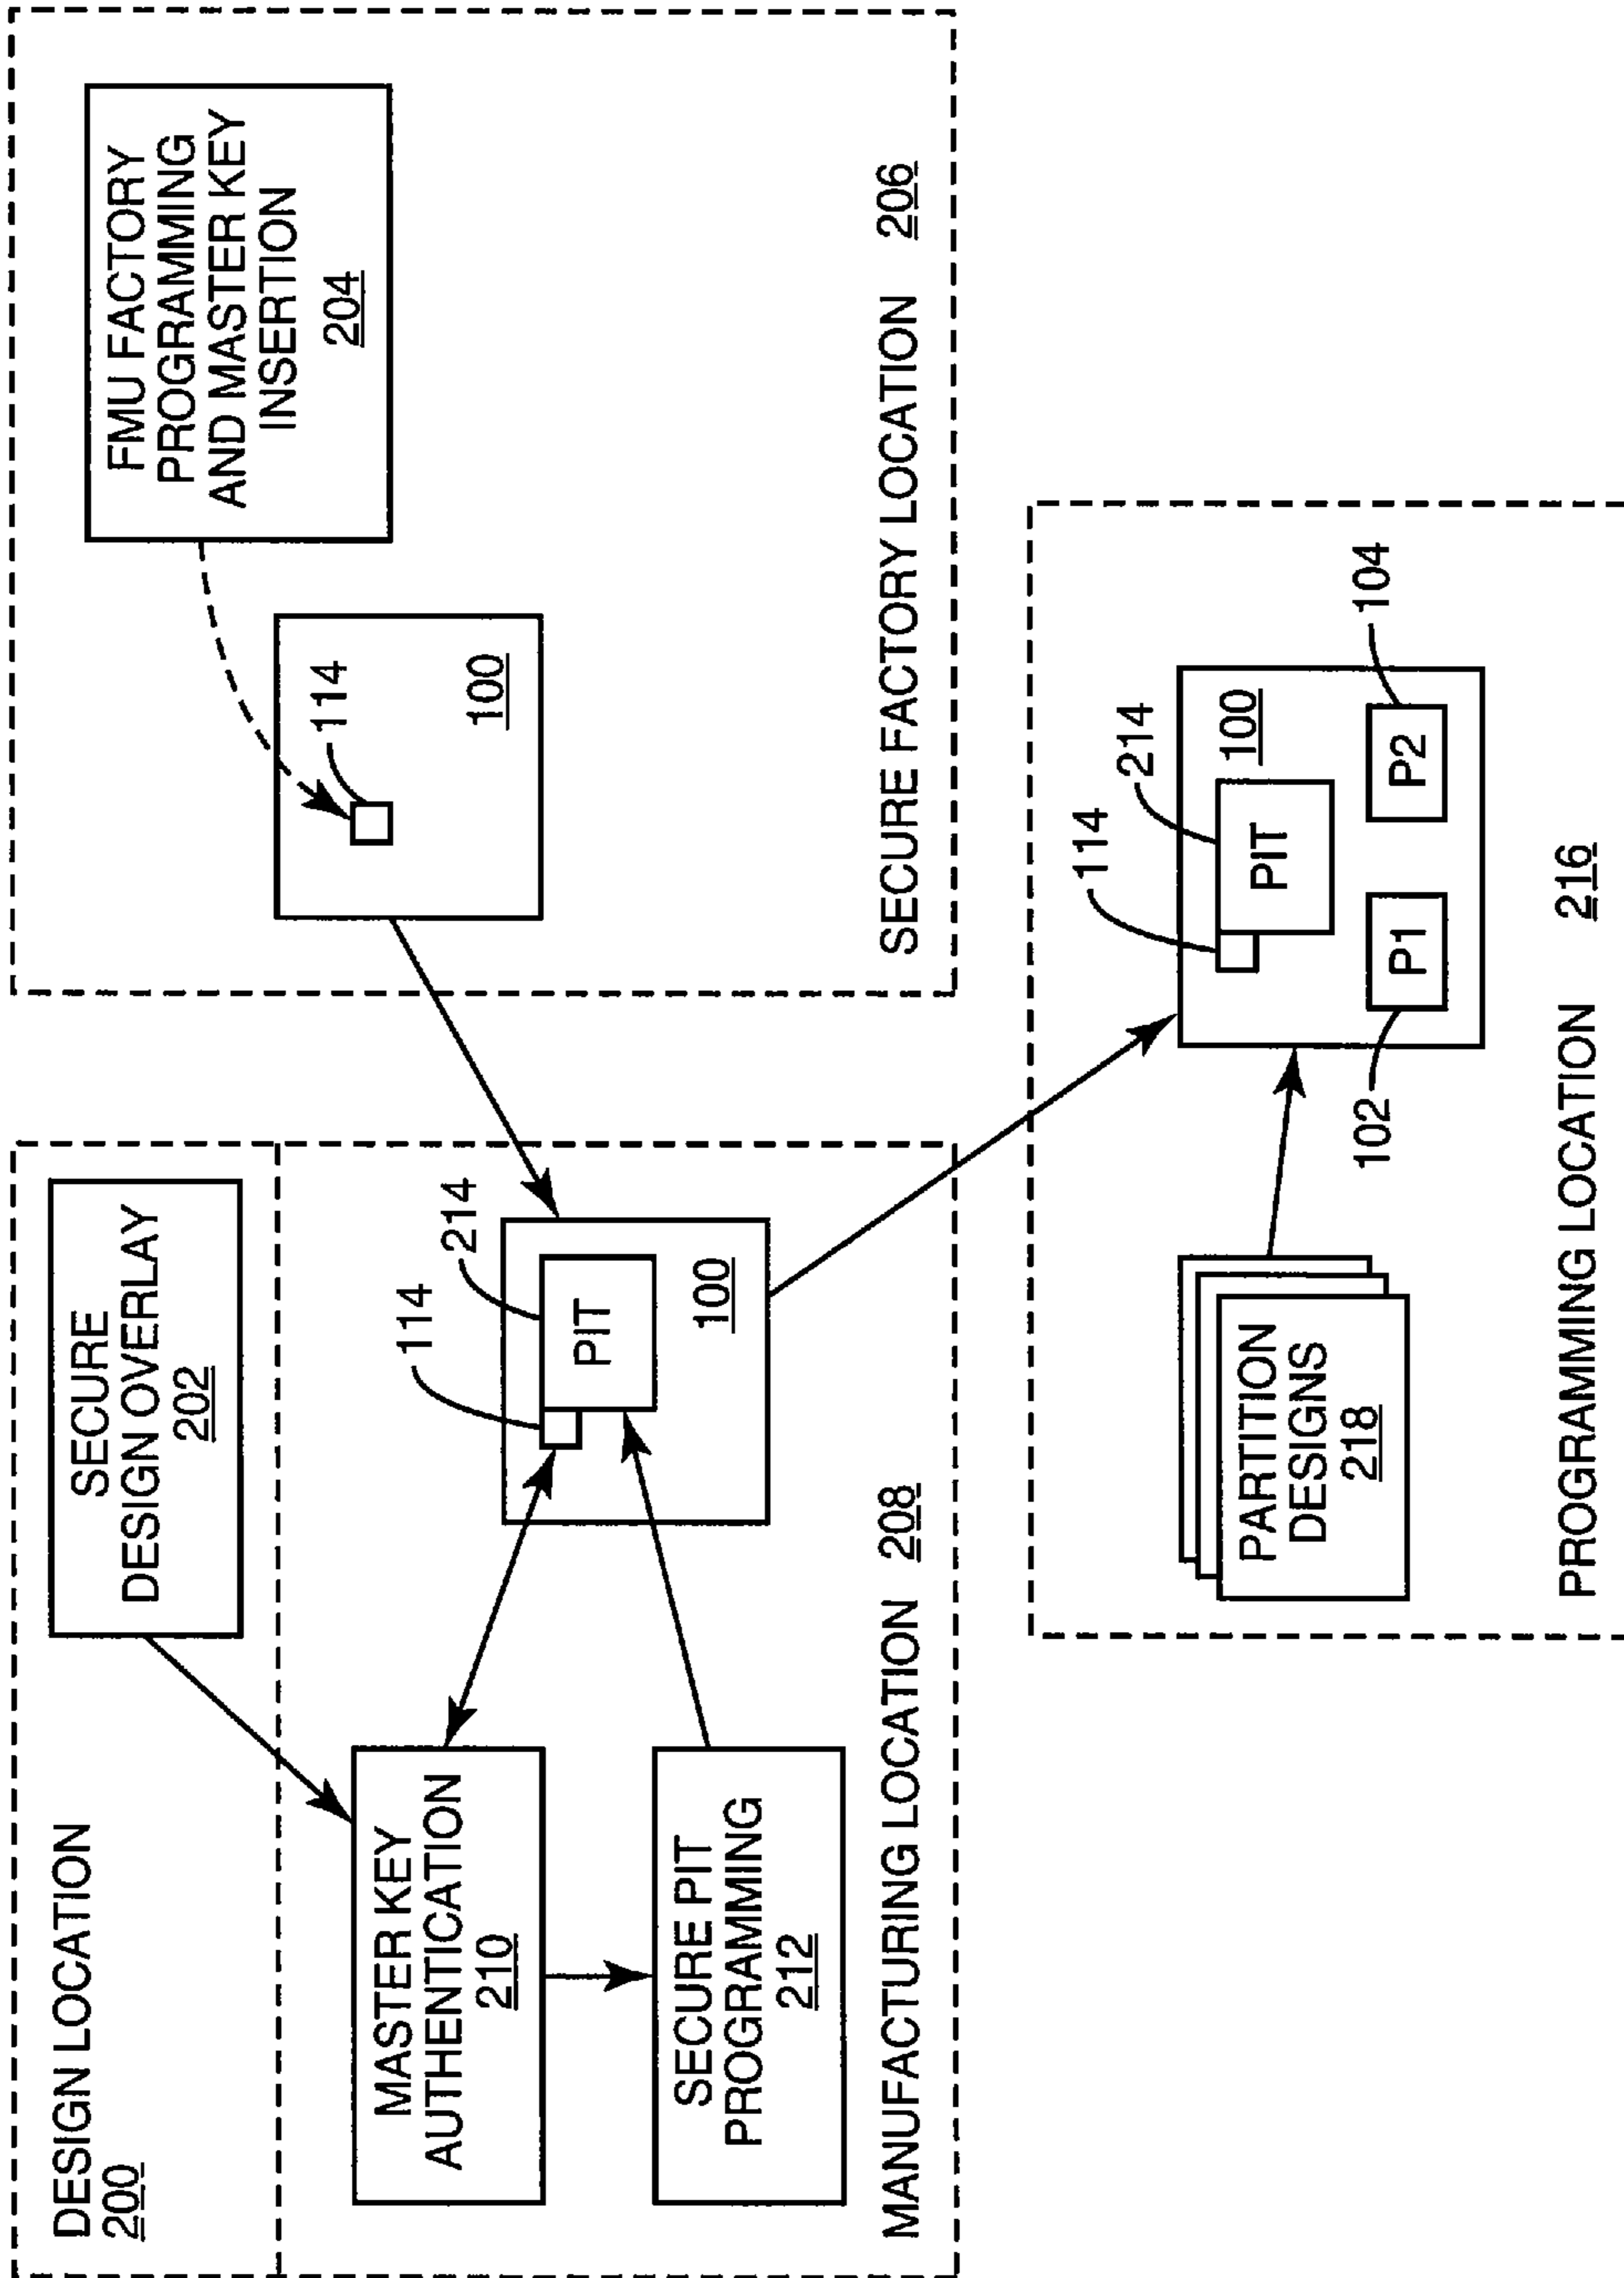 DESIGN LOCATION
200
SECURE
DESIGN OVERLAY
202
MASTER KEY
AUTHENTICATION
210
SECURE PIT
PROGRAMMING
212
114
214
PIT
100
MANUFACTURING LOCATION 208
FMU FACTORY
PROGRAMMING
AND MASTER KEY
INSERTION
204
114
100
SECURE FACTORY LOCATION 206
PARTITION
DESIGNS
218
114
214
PIT
100
P1
P2
102
104
PROGRAMMING LOCATION 216